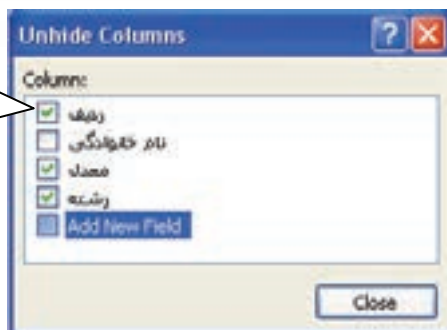 Unhide Columns
Column:
ردیف
نام خانوادگی
معدل
رشته
Add New Field
Close